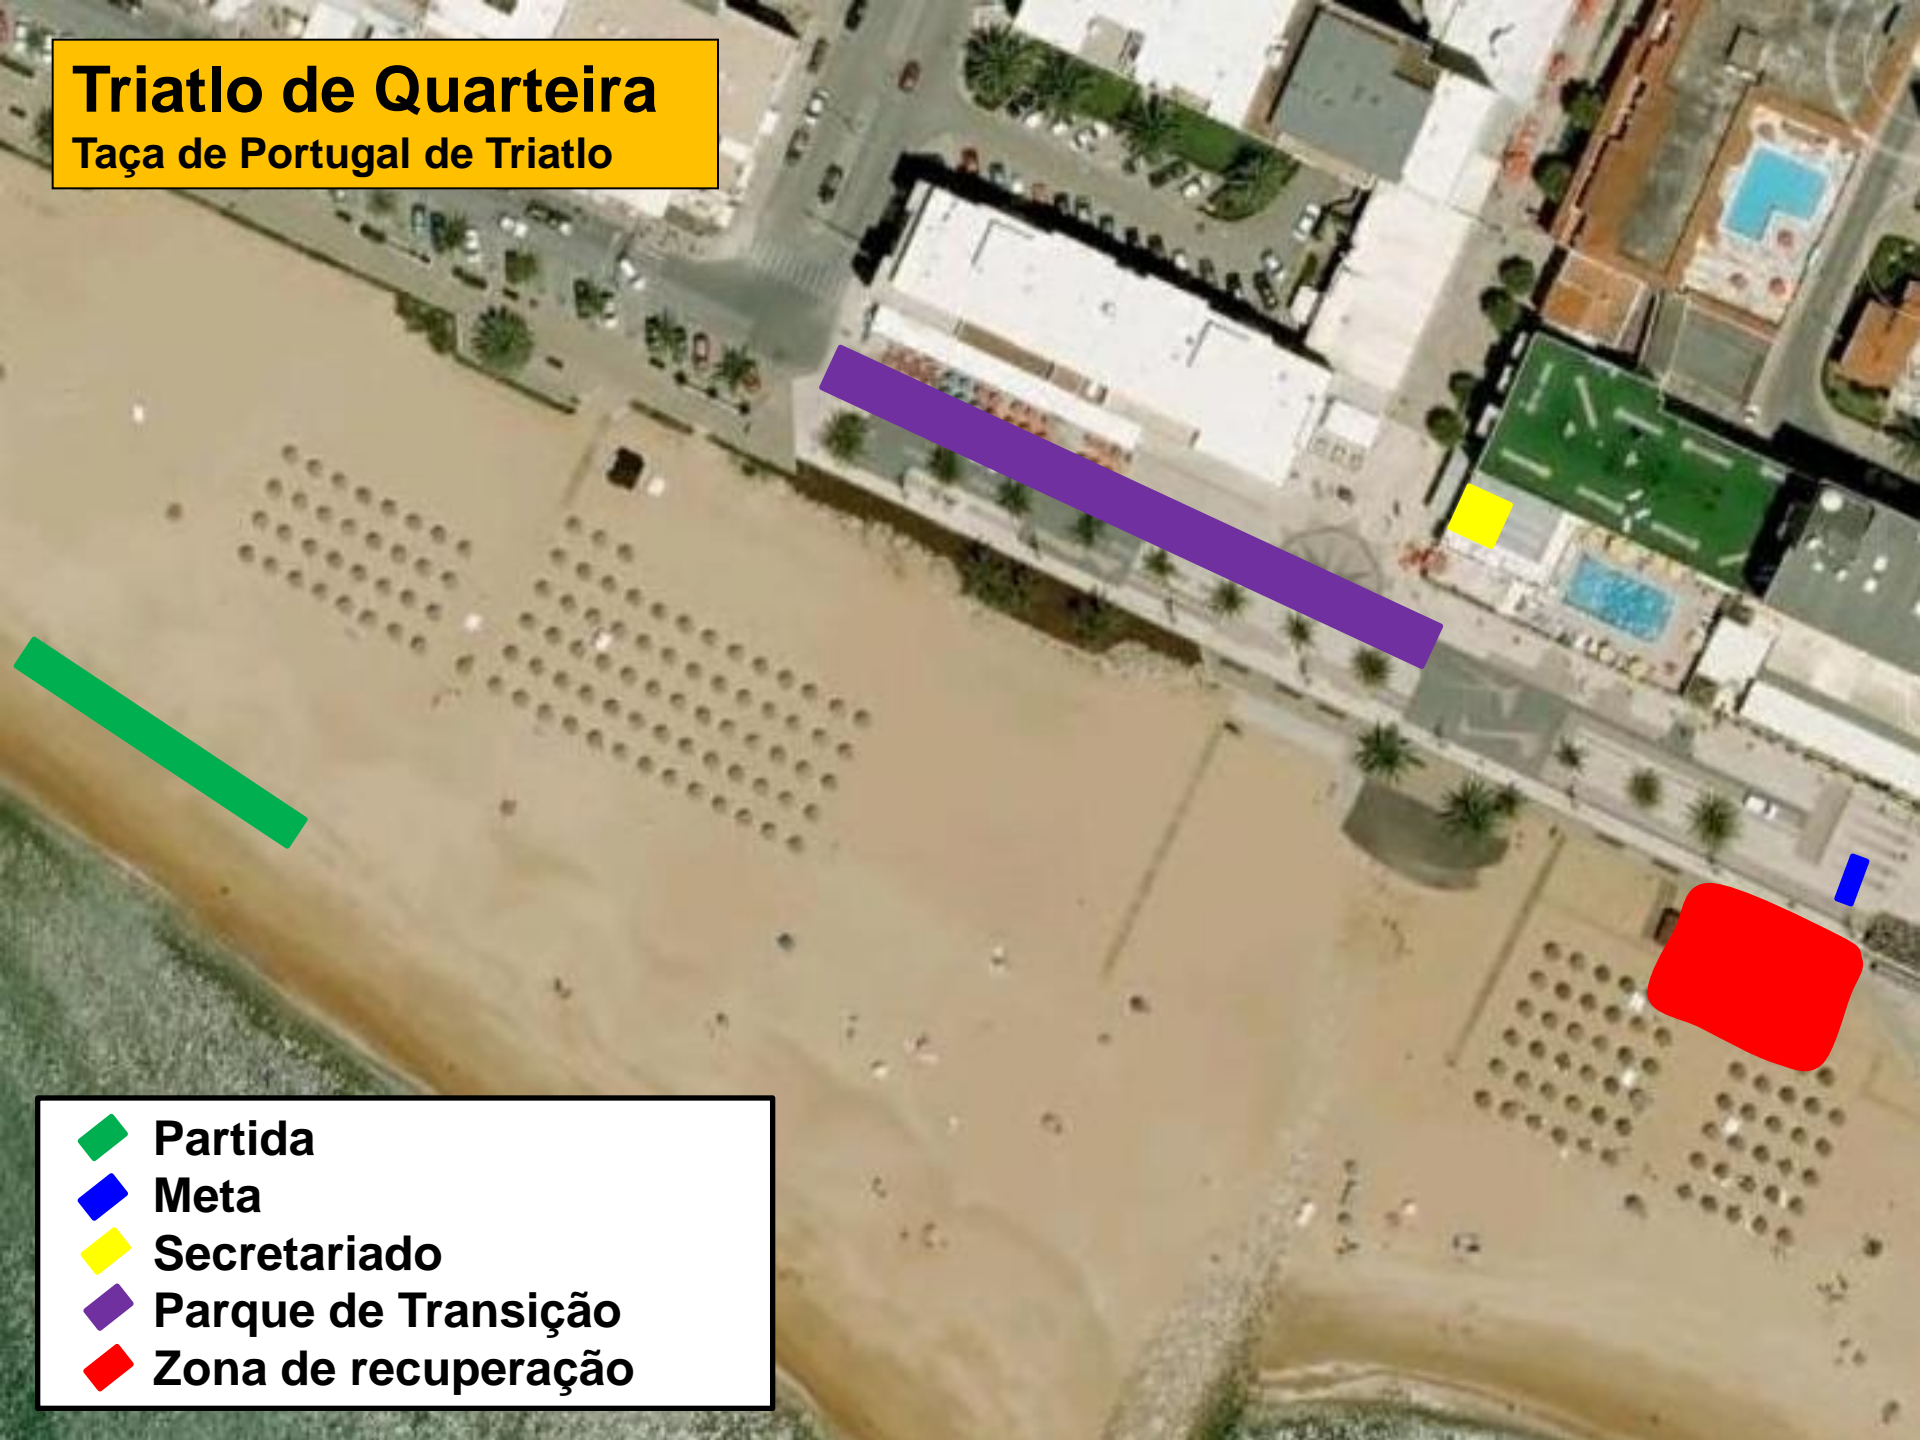 Triatlo de Quarteira
Taça de Portugal de Triatlo
Partida
Meta
Secretariado
Parque de Transição
Zona de recuperação